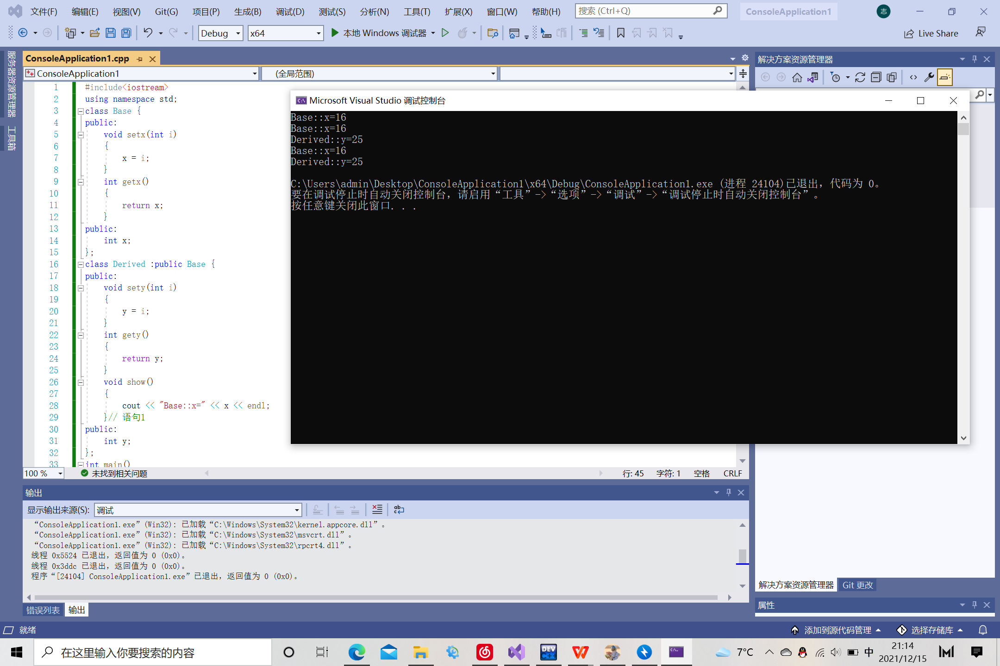 文件(F) 编辑(E) 视图(V) Git(G) 项目(P) 生成(B) 调试(D) 测试(S) 分析(N) 工具(T) 扩展(X) 窗口(W) 帮助(H) 搜索 (Ctrl+Q) ConsoleApplication1 志
Debug x64 本地 Windows 调试器 Live Share
服务器资源管理器
工具箱
ConsoleApplication1.cpp
ConsoleApplication1 (全局范围)
1 #include<iostream>
2 using namespace std;
3 class Base {
4 public:
5 void setx(int i)
6 {
7 x = i;
8 }
9 int getx()
10 {
11 return x;
12 }
13 public:
14 int x;
15 };
16 class Derived :public Base {
17 public:
18 void sety(int i)
19 {
20 y = i;
21 }
22 int gety()
23 {
24 return y;
25 }
26 void show()
27 {
28 cout << "Base::x=" << x << endl;
29 }// 语句1
30 public:
31 int y;
32 };
33 int main()
100 % 未找到相关问题 行: 45 字符: 1 空格 CRLF
Microsoft Visual Studio 调试控制台
Base::x=16
Base::x=16
Derived::y=25
Base::x=16
Derived::y=25
C:\Users\admin\Desktop\ConsoleApplication1\x64\Debug\ConsoleApplication1.exe (进程 24104)已退出，代码为 0。
要在调试停止时自动关闭控制台，请启用“工具”->“选项”->“调试”->“调试停止时自动关闭控制台”。
按任意键关闭此窗口. . .
解决方案资源管理器
输出
显示输出来源(S): 调试
“ConsoleApplication1.exe”(Win32): 已加载“C:\Windows\System32\kernel.appcore.dll”。
“ConsoleApplication1.exe”(Win32): 已加载“C:\Windows\System32\msvcrt.dll”。
“ConsoleApplication1.exe”(Win32): 已加载“C:\Windows\System32\rpcrt4.dll”。
线程 0x5524 已退出，返回值为 0 (0x0)。
线程 0x3ddc 已退出，返回值为 0 (0x0)。
程序“[24104] ConsoleApplication1.exe”已退出，返回值为 0 (0x0)。
错误列表 输出
解决方案资源管理器 Git 更改
属性
就绪 添加到源代码管理 选择存储库
在这里输入你要搜索的内容 DEV C++ 7°C 中 21:14
2021/12/15